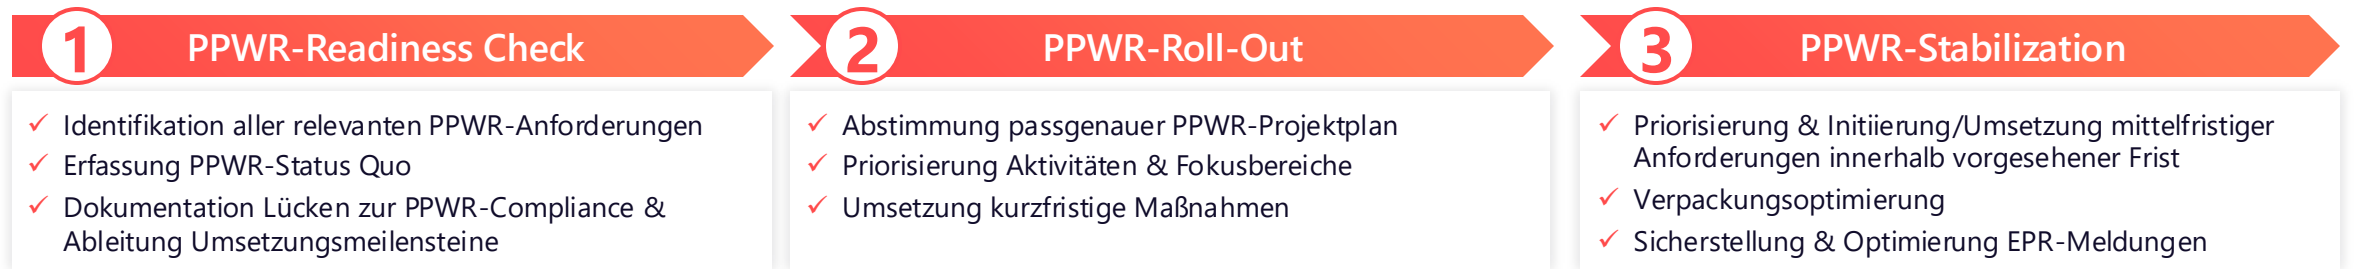 1 PPWR-Readiness Check
✓ Identifikation aller relevanten PPWR-Anforderungen
✓ Erfassung PPWR-Status Quo
✓ Dokumentation Lücken zur PPWR-Compliance &
Ableitung Umsetzungsmeilensteine
2 PPWR-Roll-Out
✓ Abstimmung passgenauer PPWR-Projektplan
✓ Priorisierung Aktivitäten & Fokusbereiche
✓ Umsetzung kurzfristige Maßnahmen
3 PPWR-Stabilization
✓ Priorisierung & Initiierung/Umsetzung mittelfristiger
Anforderungen innerhalb vorgesehener Frist
✓ Verpackungsoptimierung
✓ Sicherstellung & Optimierung EPR-Meldungen